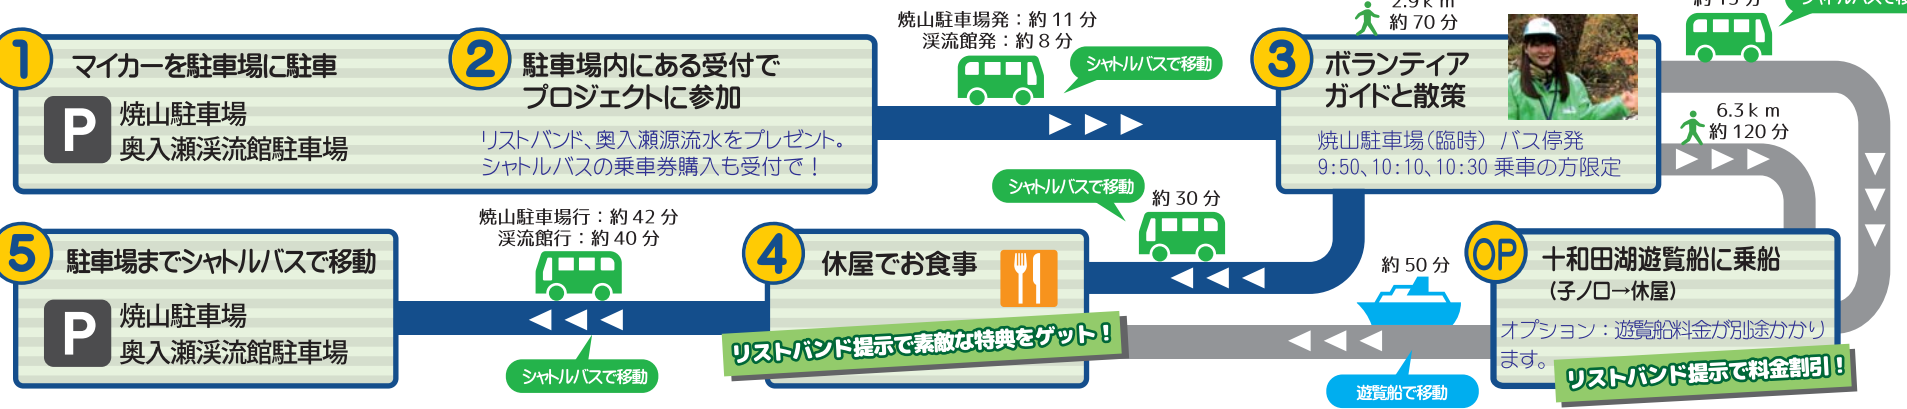 1
マイカーを駐車場に駐車
P
焼山駐車場
奥入瀬渓流館駐車場
2
駐車場内にある受付で
プロジェクトに参加
リストバンド、奥入瀬源流水をプレゼント。
シャトルバスの乗車券購入も受付で！
焼山駐車場発：約 11 分
渓流館発：約 8 分
シャトルバスで移動
2.9ｋｍ
約 70 分
3
ボランティア
ガイドと散策
焼山駐車場（臨時） バス停発
9：50、10：10、10：30 乗車の方限定
6.3ｋｍ
約 120 分
シャトルバスで移動
約 30 分
5
駐車場までシャトルバスで移動
P
焼山駐車場
奥入瀬渓流館駐車場
焼山駐車場行：約 42 分
渓流館行：約 40 分
シャトルバスで移動
4
休屋でお食事
リストバンド提示で素敵な特典をゲット！
約 50 分
遊覧船で移動
OP
十和田湖遊覧船に乗船
（子ノ口→休屋）
オプション：遊覧船料金が別途かかり
ます。
リストバンド提示で料金割引！